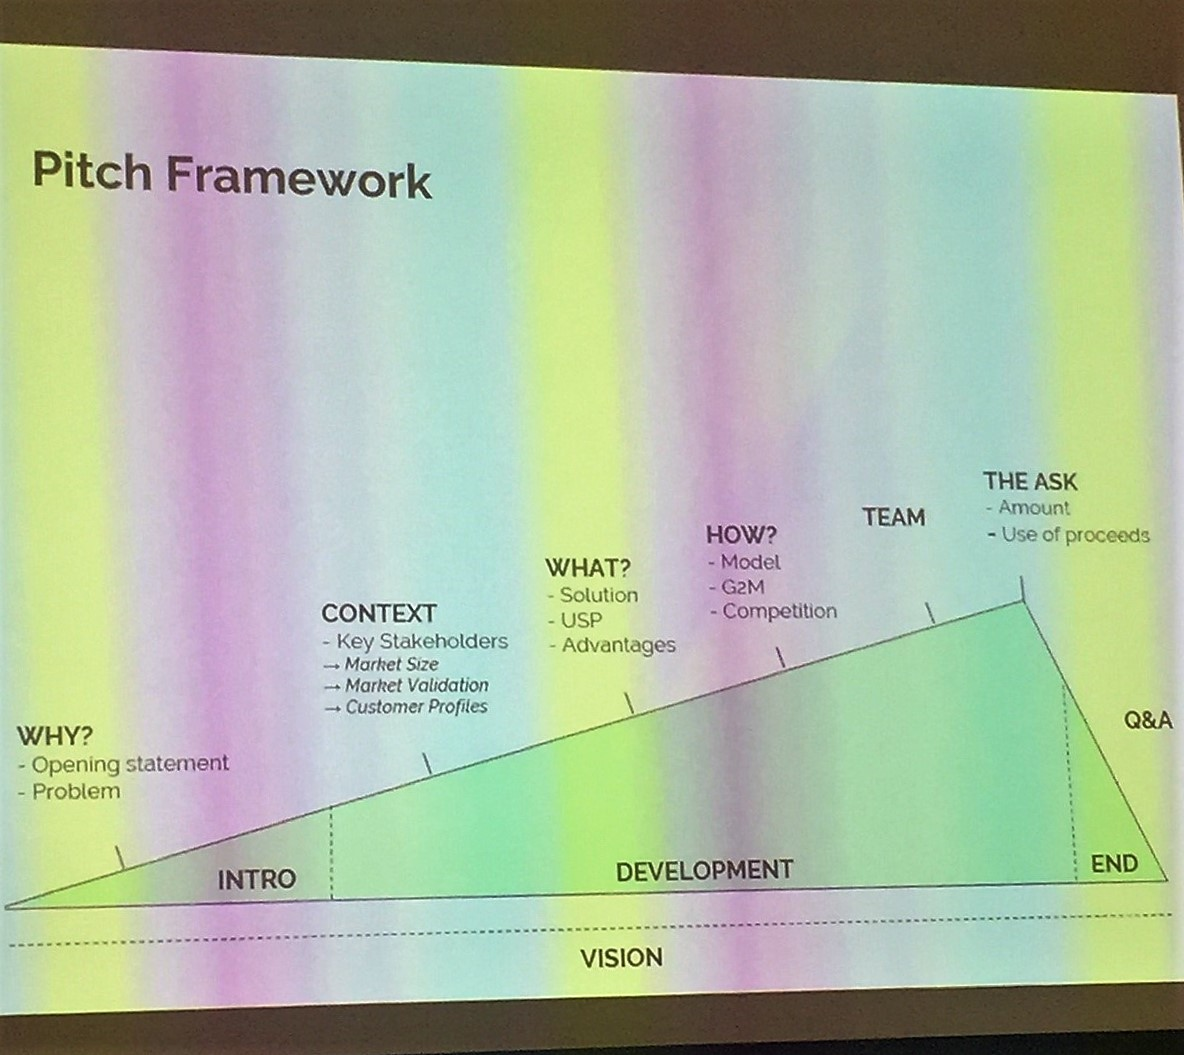 Pitch Framework
WHY?
- Opening statement
- Problem
CONTEXT
- Key Stakeholders
→ Market Size
→ Market Validation
→ Customer Profiles
WHAT?
- Solution
- USP
- Advantages
HOW?
- Model
- G2M
- Competition
TEAM
THE ASK
- Amount
- Use of proceeds
Q&A
INTRO
DEVELOPMENT
END
VISION